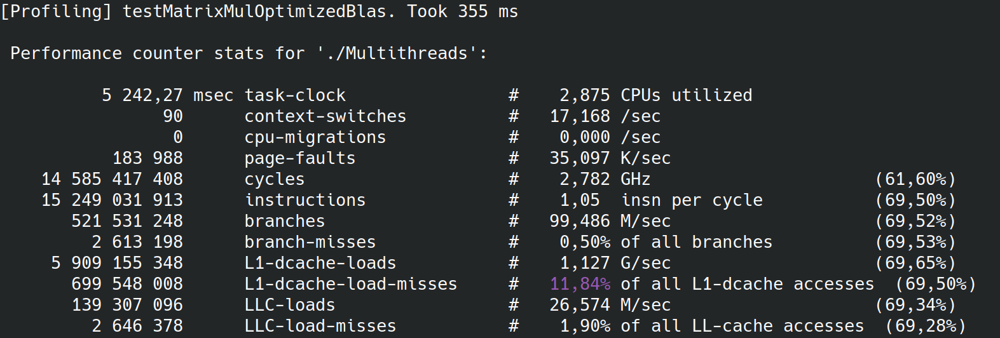 [Profiling] testMatrixMulOptimizedBlas. Took 355 ms
Performance counter stats for './Multithreads':
5 242,27 msec task-clock # 2,875 CPUs utilized
90 context-switches # 17,168 /sec
0 cpu-migrations # 0,000 /sec
183 988 page-faults # 35,097 K/sec
14 585 417 408 cycles # 2,782 GHz (61,60%)
15 249 031 913 instructions # 1,05 insn per cycle (69,50%)
521 531 248 branches # 99,486 M/sec (69,52%)
2 613 198 branch-misses # 0,50% of all branches (69,53%)
5 909 155 348 L1-dcache-loads # 1,127 G/sec (69,65%)
699 548 008 L1-dcache-load-misses # 11,84% of all L1-dcache accesses (69,50%)
139 307 096 LLC-loads # 26,574 M/sec (69,34%)
2 646 378 LLC-load-misses # 1,90% of all LL-cache accesses (69,28%)